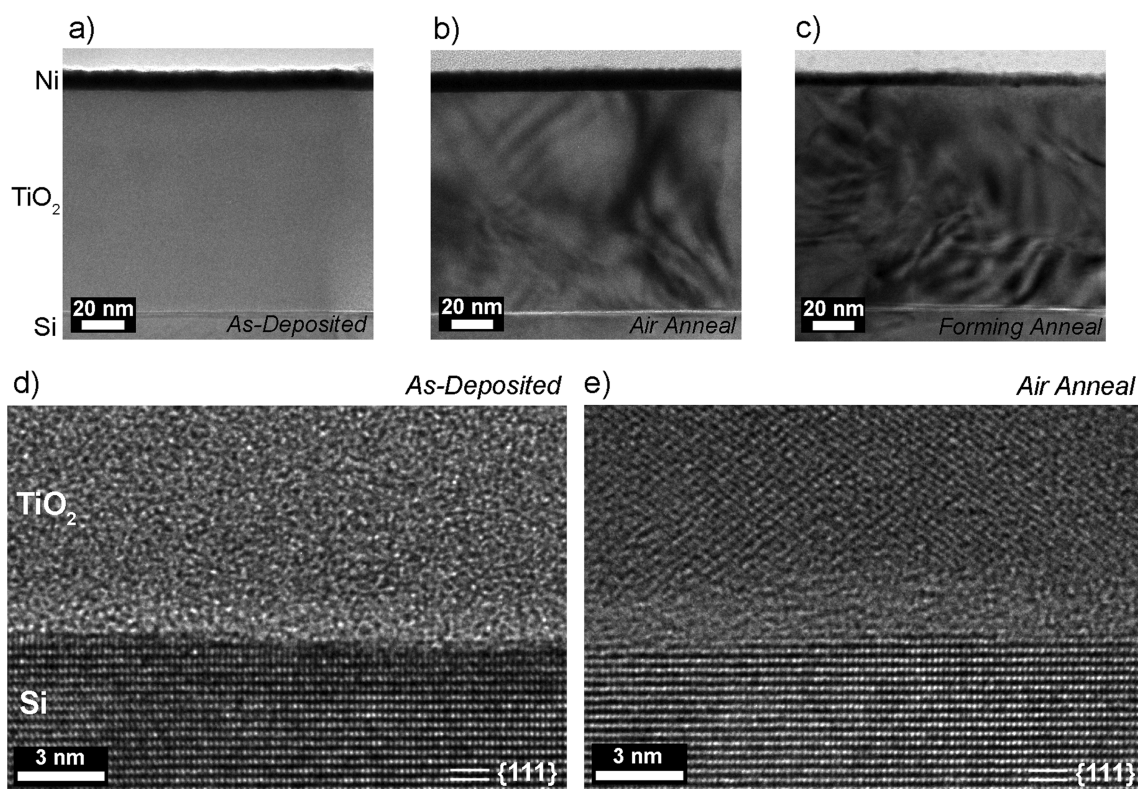 a)
b)
c)
Ni
TiO₂
Si
20 nm
As-Deposited
20 nm
Air Anneal
20 nm
Forming Anneal
d)
As-Deposited
e)
Air Anneal
TiO₂
Si
3 nm
{111}
3 nm
{111}